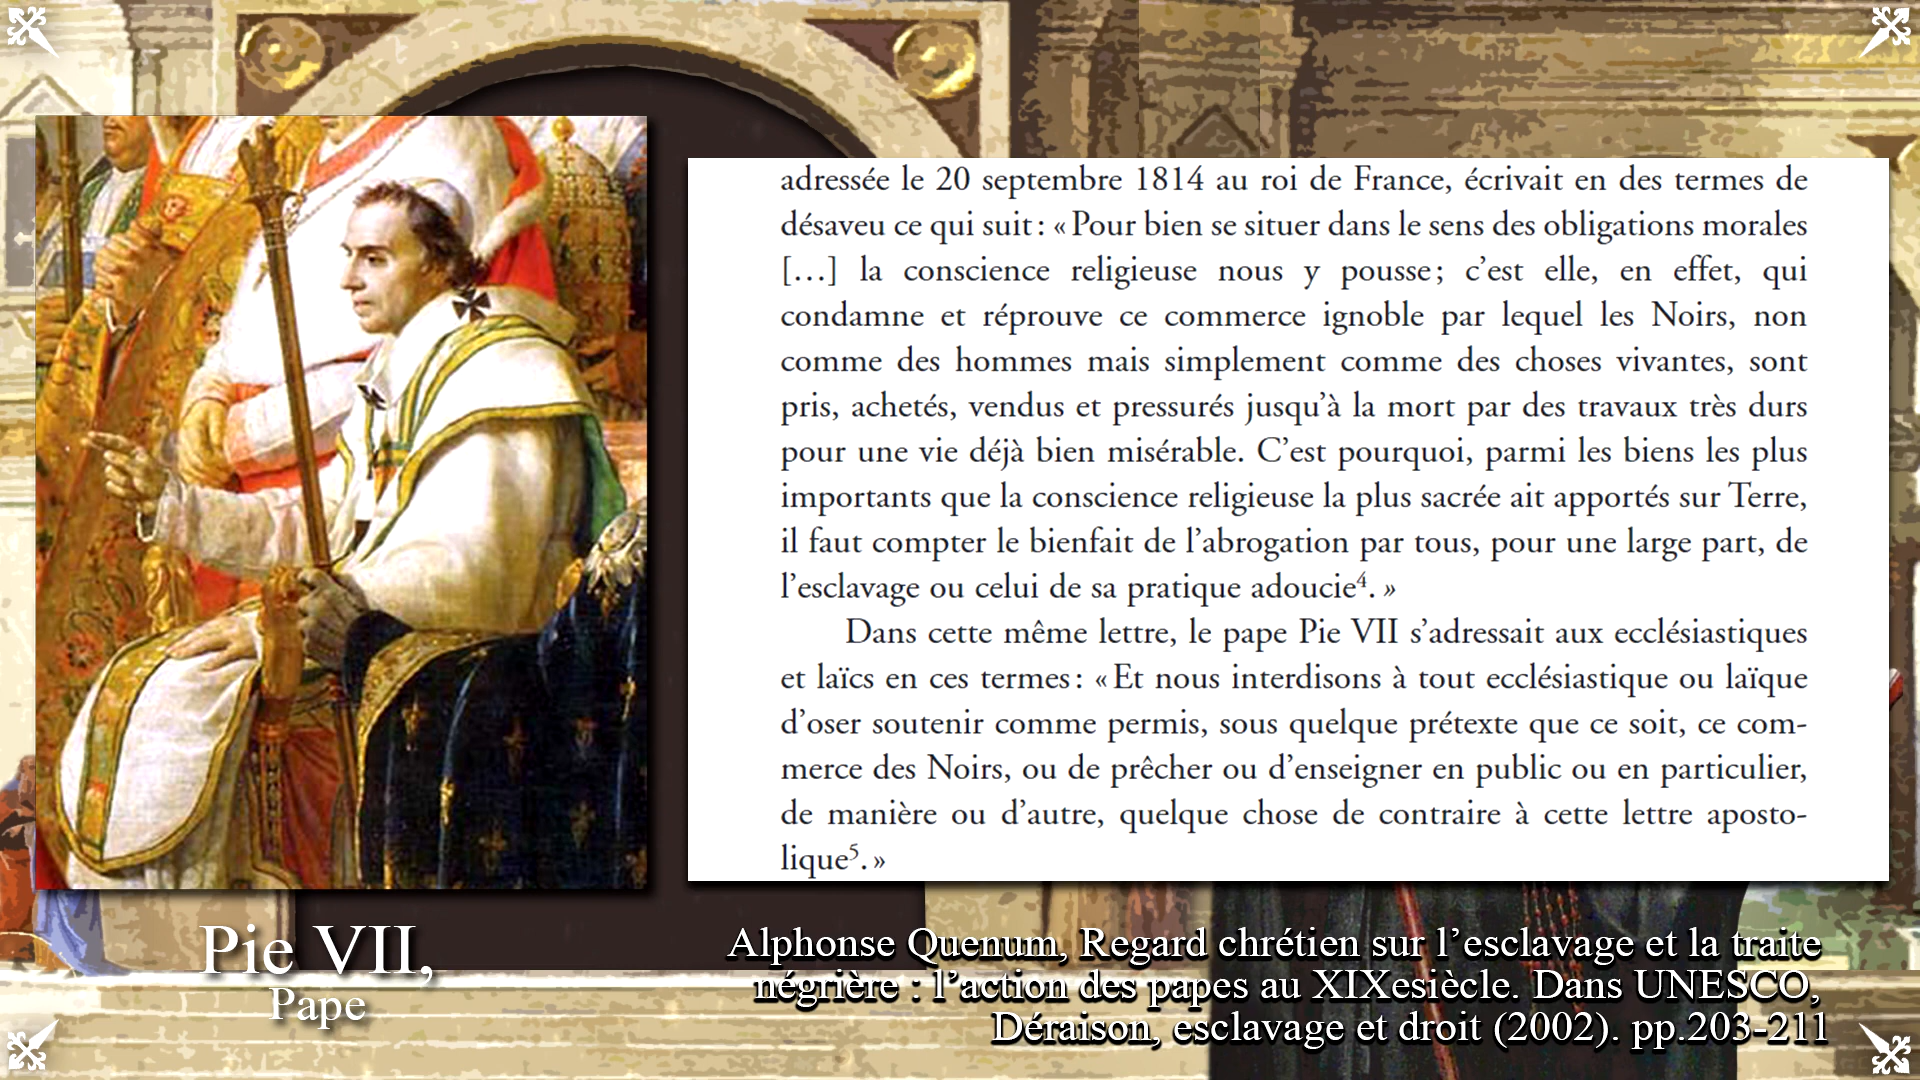 adressée le 20 septembre 1814 au roi de France, écrivait en des termes de
désaveu ce qui suit : « Pour bien se situer dans le sens des obligations morales
[…] la conscience religieuse nous y pousse ; c’est elle, en effet, qui
condamne et réprouve ce commerce ignoble par lequel les Noirs, non
comme des hommes mais simplement comme des choses vivantes, sont
pris, achetés, vendus et pressurés jusqu’à la mort par des travaux très durs
pour une vie déjà bien misérable. C’est pourquoi, parmi les biens les plus
importants que la conscience religieuse la plus sacrée ait apportés sur Terre,
il faut compter le bienfait de l’abrogation par tous, pour une large part, de
l’esclavage ou celui de sa pratique adoucie⁴. »
Dans cette même lettre, le pape Pie VII s’adressait aux ecclésiastiques
et laïcs en ces termes : « Et nous interdisons à tout ecclésiastique ou laïque
d’oser soutenir comme permis, sous quelque prétexte que ce soit, ce com-
merce des Noirs, ou de prêcher ou d’enseigner en public ou en particulier,
de manière ou d’autre, quelque chose de contraire à cette lettre aposto-
lique⁵. »
Pie VII,
Pape
Alphonse Quenum, Regard chrétien sur l’esclavage et la traite
négrière : l’action des papes au XIXesiècle. Dans UNESCO,
Déraison, esclavage et droit (2002). pp.203-211